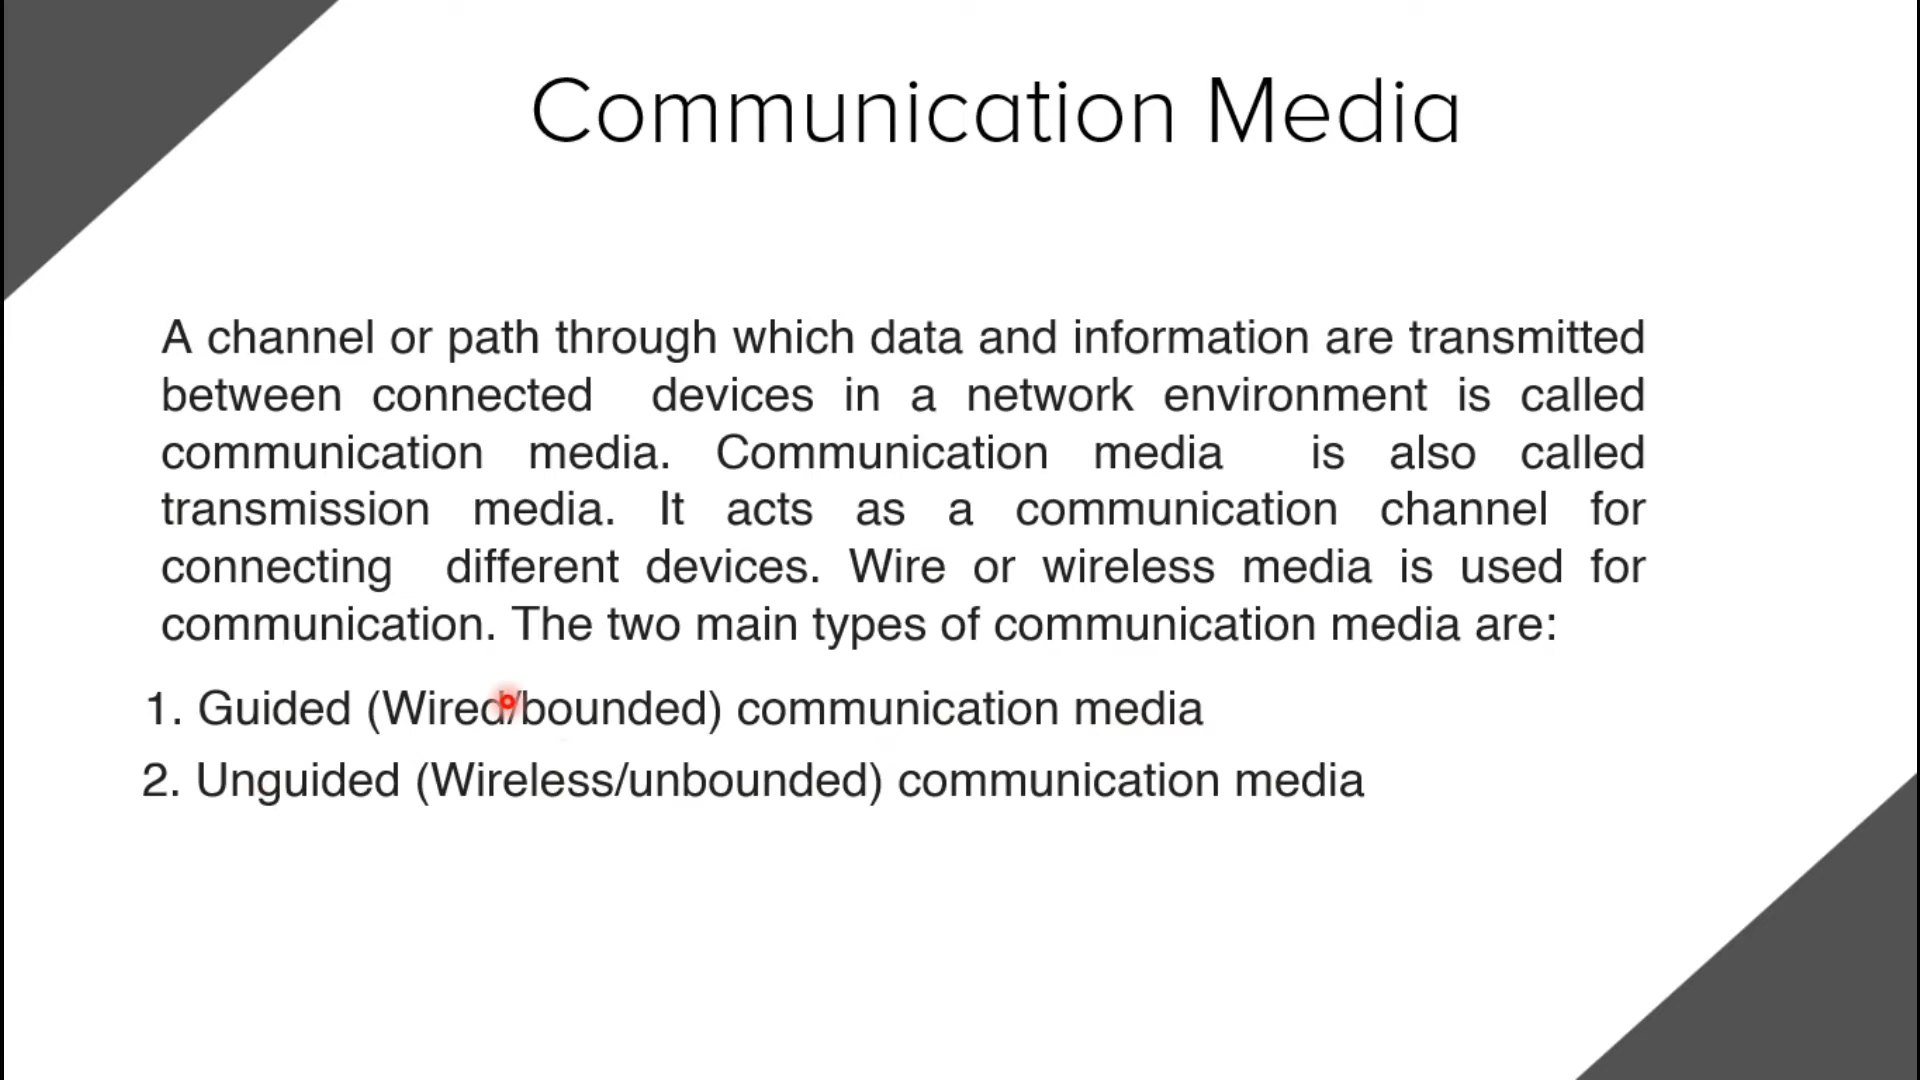 Communication Media
A channel or path through which data and information are transmitted
between connected devices in a network environment is called
communication media. Communication media is also called
transmission media. It acts as a communication channel for
connecting different devices. Wire or wireless media is used for
communication. The two main types of communication media are:
1. Guided (Wired/bounded) communication media
2. Unguided (Wireless/unbounded) communication media